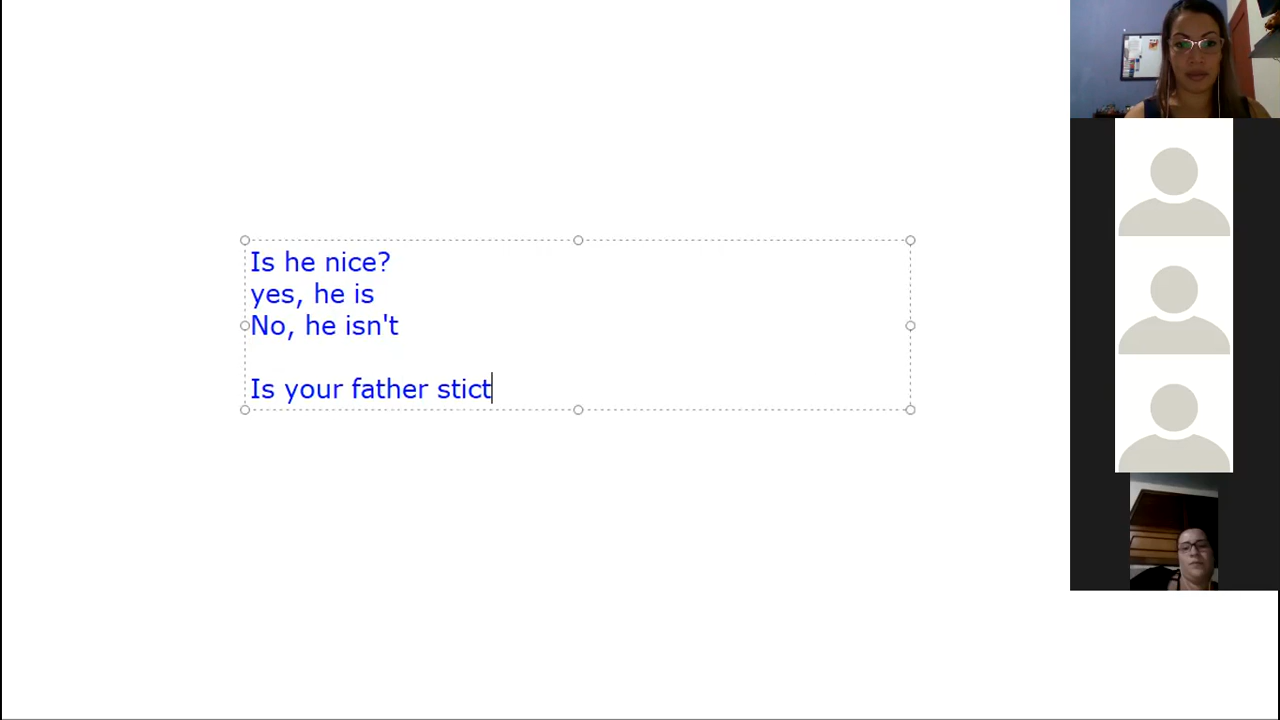 Is he nice?
yes, he is
No, he isn't
Is your father stict